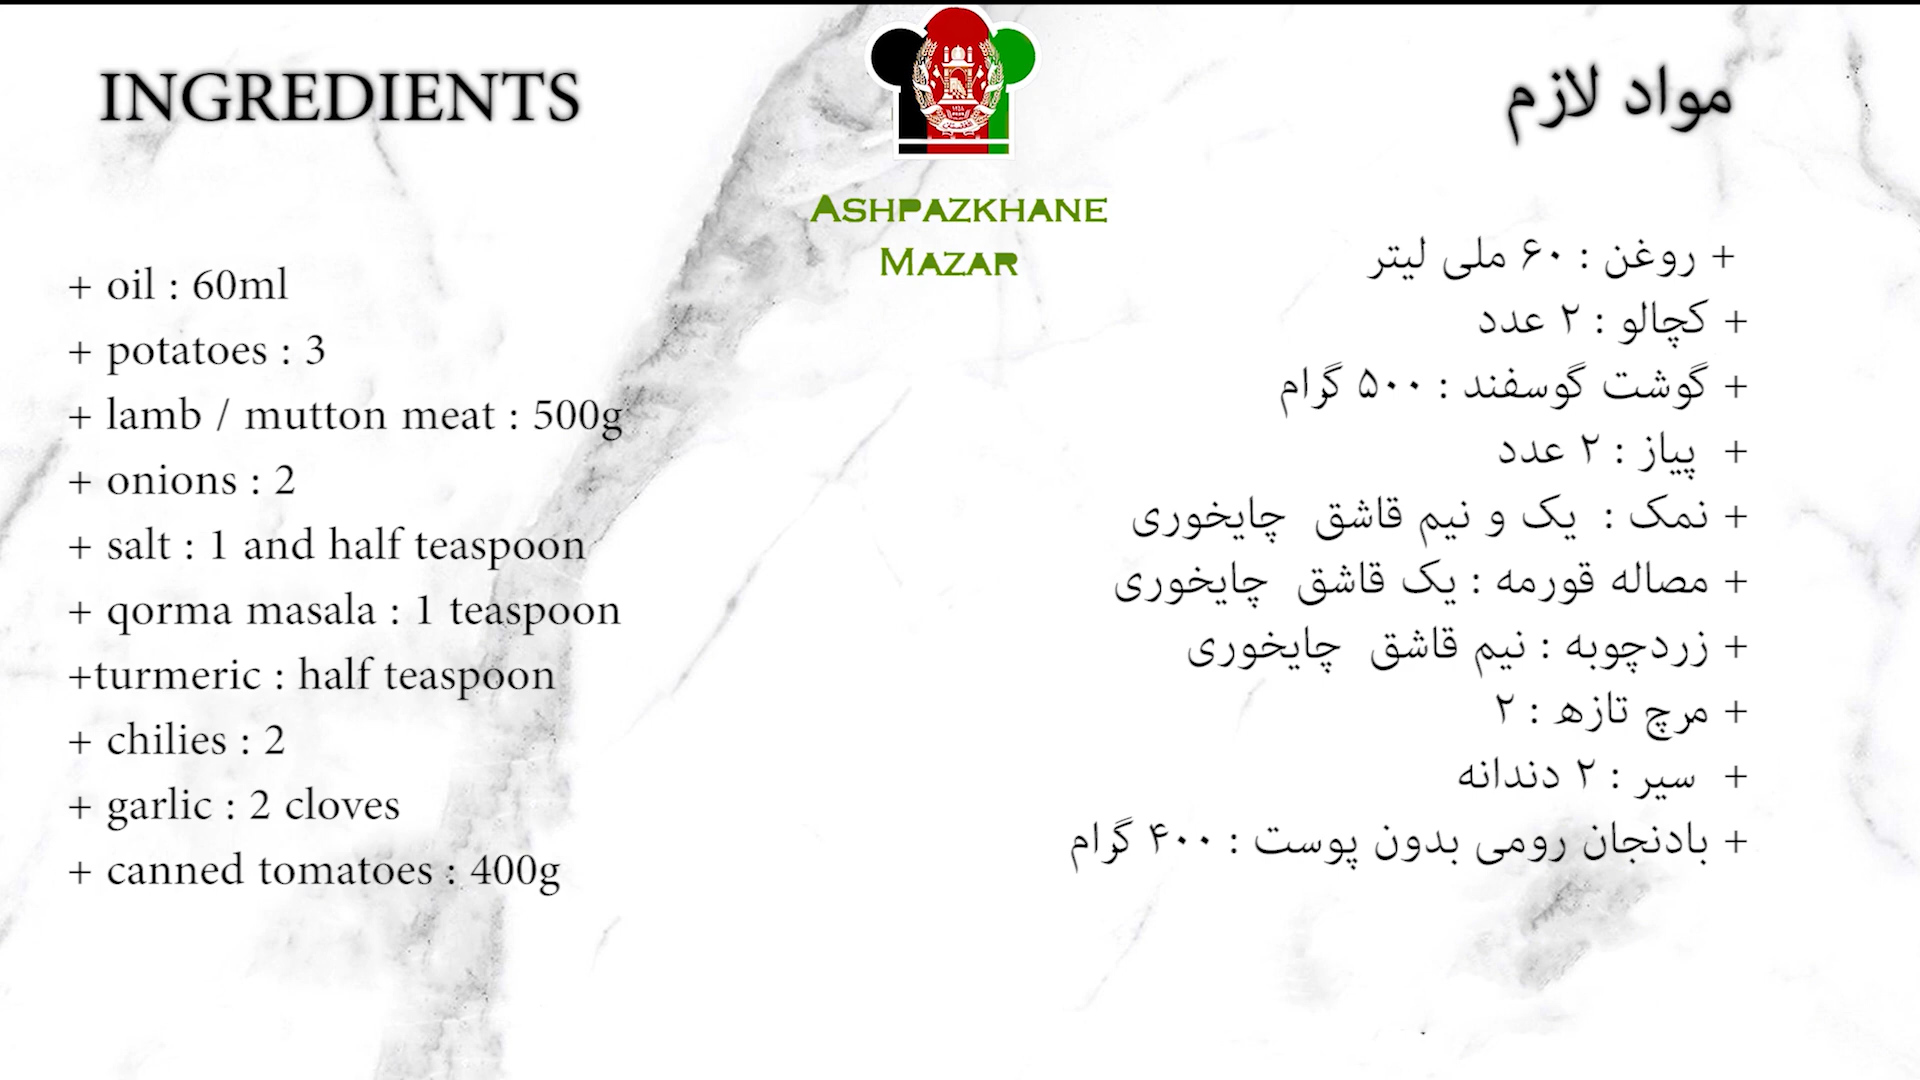 INGREDIENTS
+ oil : 60ml
+ potatoes : 3
+ lamb / mutton meat : 500g
+ onions : 2
+ salt : 1 and half teaspoon
+ qorma masala : 1 teaspoon
+turmeric : half teaspoon
+ chilies : 2
+ garlic : 2 cloves
+ canned tomatoes : 400g
ASHPAZKHANE
MAZAR
مواد لازم
+ روغن : ۶۰ ملی لیتر
+ کچالو : ۲ عدد
+ گوشت گوسفند : ۵۰۰ گرام
+ پیاز : ۲ عدد
+ نمک : یک و نیم قاشق چایخوری
+ مصاله قورمه : یک قاشق چایخوری
+ زردچوبه : نیم قاشق چایخوری
+ مرچ تازه : ۲
+ سیر : ۲ دندانه
+ بادنجان رومی بدون پوست : ۴۰۰ گرام